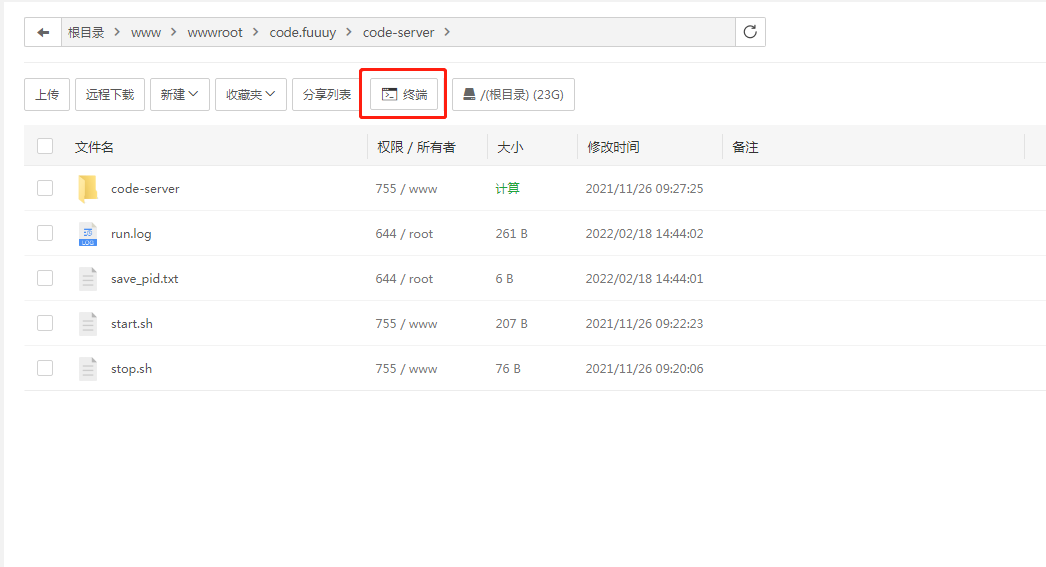 根目录 www wwwroot code.fuuuy code-server
上传 远程下载 新建 收藏夹 分享列表 终端 /(根目录) (23G)
文件名 权限 / 所有者 大小 修改时间 备注
code-server 755 / www 计算 2021/11/26 09:27:25
LOG run.log 644 / root 261 B 2022/02/18 14:44:02
save_pid.txt 644 / root 6 B 2022/02/18 14:44:01
start.sh 755 / www 207 B 2021/11/26 09:22:23
stop.sh 755 / www 76 B 2021/11/26 09:20:06